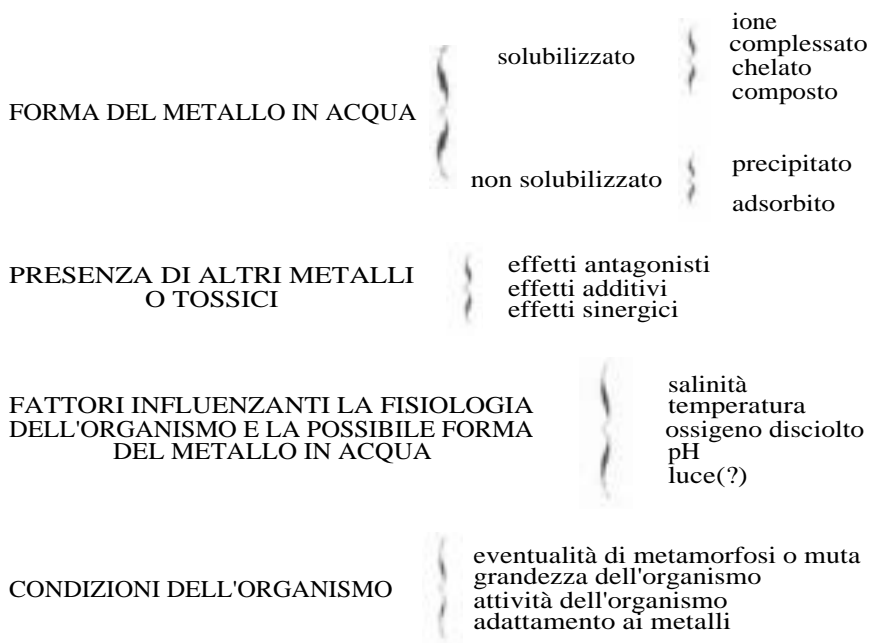 FORMA DEL METALLO IN ACQUA
solubilizzato
ione
complessato
chelato
composto
non solubilizzato
precipitato
adsorbito
PRESENZA DI ALTRI METALLI
O TOSSICI
effetti antagonisti
effetti additivi
effetti sinergici
FATTORI INFLUENZANTI LA FISIOLOGIA
DELL'ORGANISMO E LA POSSIBILE FORMA
DEL METALLO IN ACQUA
salinità
temperatura
ossigeno disciolto
pH
luce(?)
CONDIZIONI DELL'ORGANISMO
eventualità di metamorfosi o muta
grandezza dell'organismo
attività dell'organismo
adattamento ai metalli